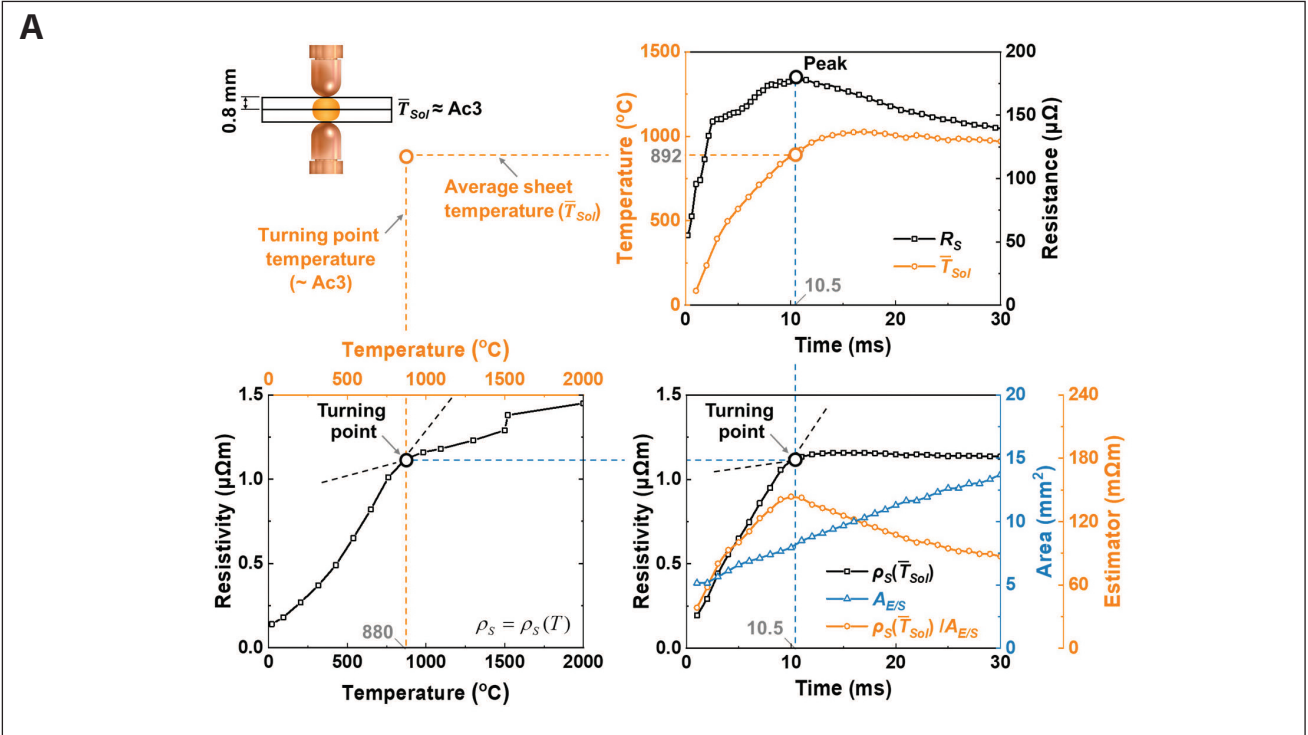 A
0.8 mm
T̅Sol ≈ Ac3
Average sheet
temperature (T̅Sol)
Turning point
temperature
(~ Ac3)
Temperature (°C)
1500
1000
892
500
0
Peak
200
150
100
50
0
Resistance (μΩ)
RS
T̅Sol
10.5
0 10 20 30
Time (ms)
Temperature (°C)
0 500 1000 1500 2000
Resistivity (μΩm)
1.5
1.0
0.5
0.0
Turning
point
880
ρS = ρS(T)
0 500 1000 1500 2000
Temperature (°C)
Resistivity (μΩm)
1.5
1.0
0.5
0.0
Turning
point
10.5
ρS(T̅Sol)
AE/S
ρS(T̅Sol) /AE/S
20
15
10
5
0
Area (mm²)
240
180
120
60
0
Estimator (mΩm)
0 10 20 30
Time (ms)